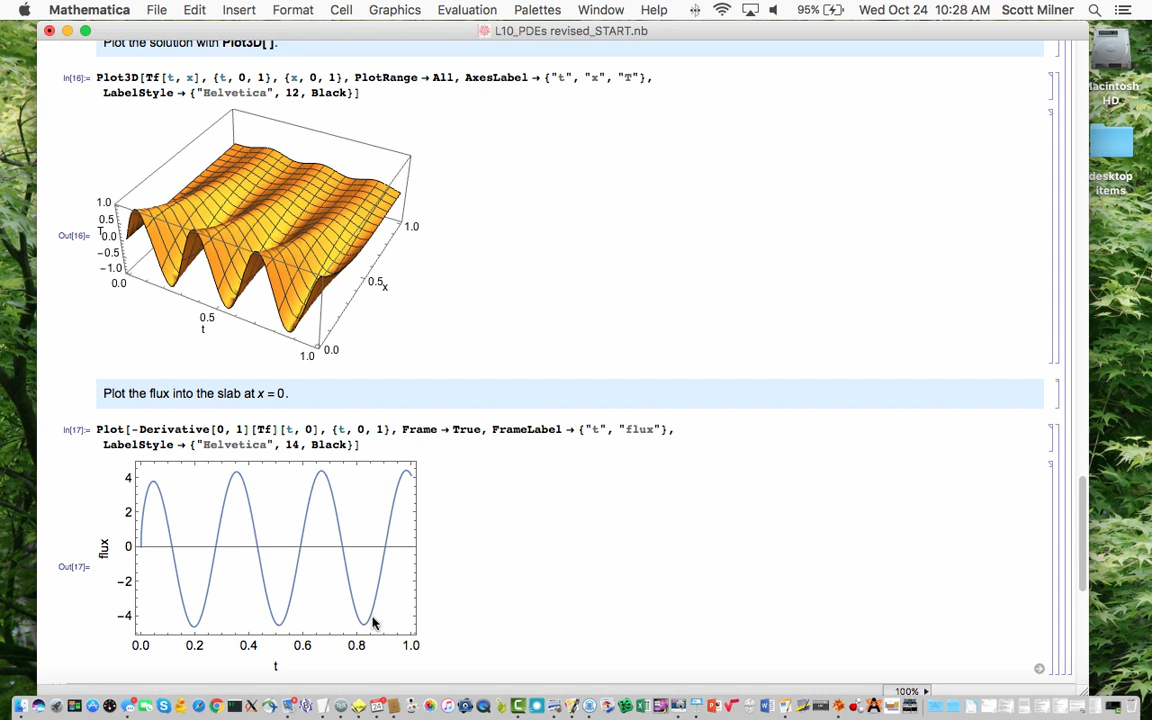 Mathematica File Edit Insert Format Cell Graphics Evaluation Palettes Window Help 95% Wed Oct 24 10:28 AM Scott Milner
L10_PDEs revised_START.nb
Plot the solution with Plot3D[ ].
In[16]:= Plot3D[Tf[t, x], {t, 0, 1}, {x, 0, 1}, PlotRange → All, AxesLabel → {"t", "x", "T"},
LabelStyle → {"Helvetica", 12, Black}]
Macintosh
HD
desktop
items
Out[16]=
1.0
0.5
T
0.0
−0.5
−1.0
0.0
0.5
t
1.0
0.0
0.5
x
1.0
Plot the flux into the slab at x = 0.
In[17]:= Plot[-Derivative[0, 1][Tf][t, 0], {t, 0, 1}, Frame → True, FrameLabel → {"t", "flux"},
LabelStyle → {"Helvetica", 14, Black}]
Out[17]=
flux
4
2
0
−2
−4
0.0 0.2 0.4 0.6 0.8 1.0
t
100%